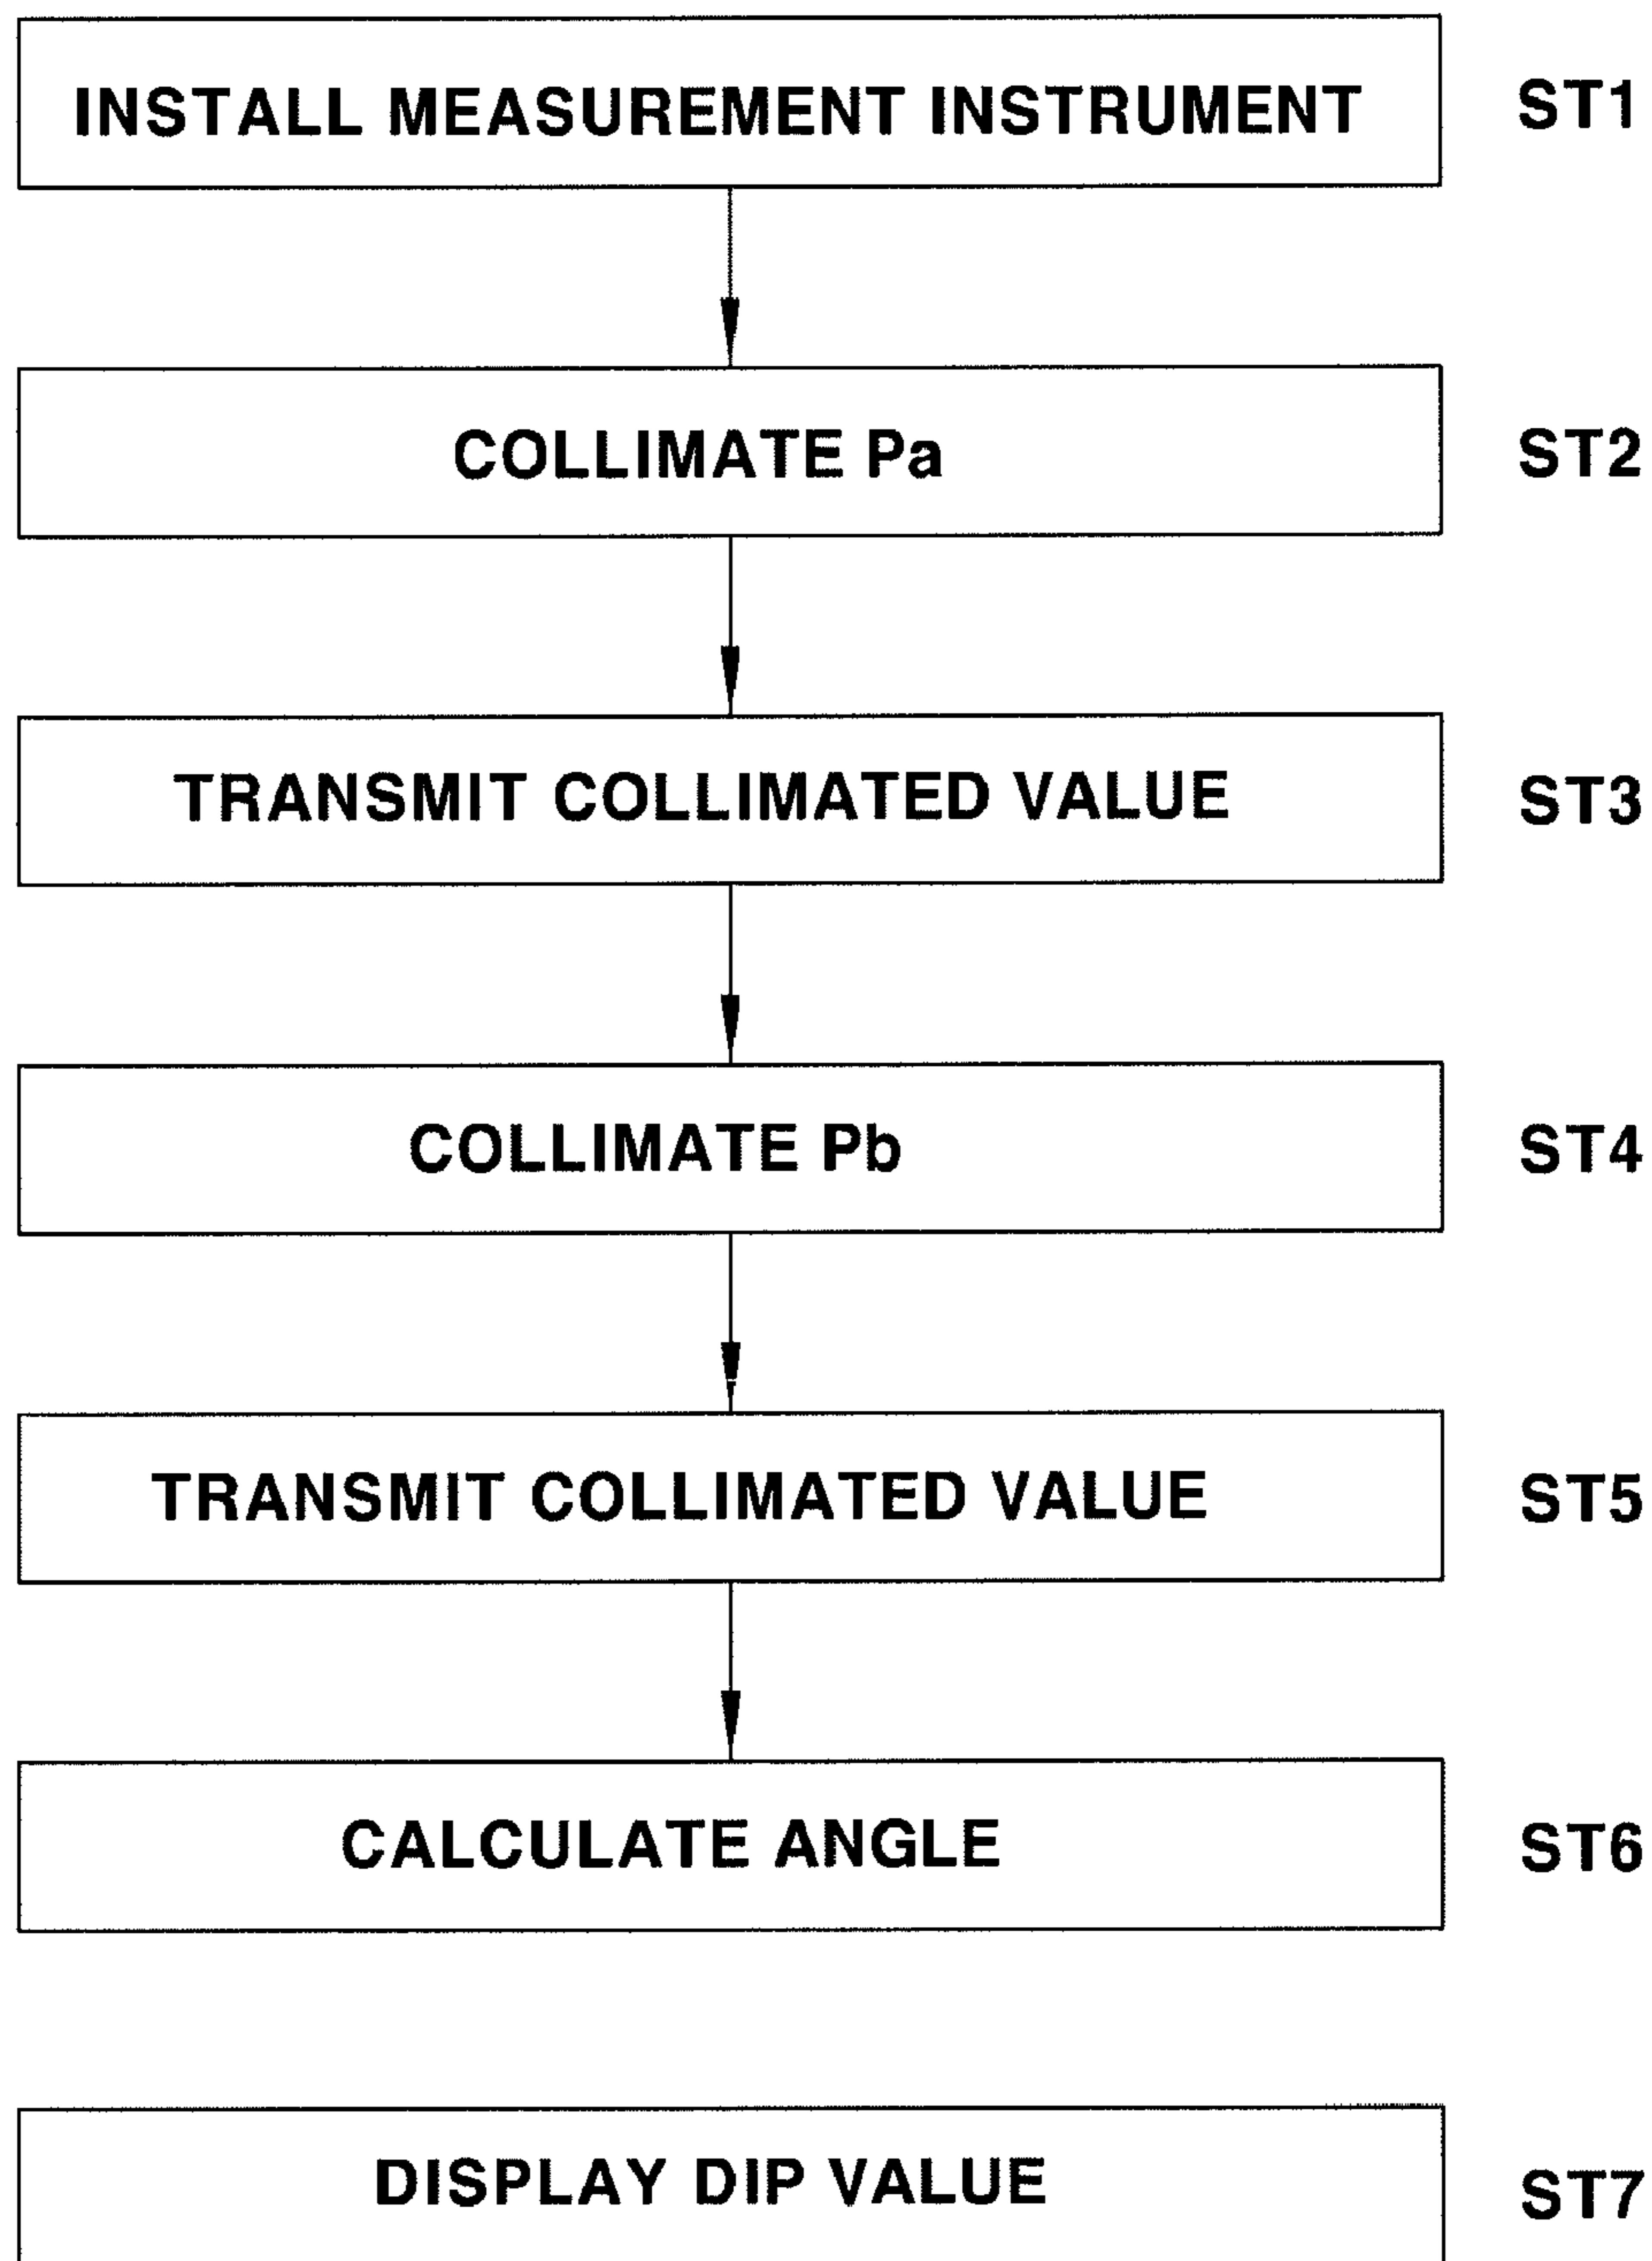 INSTALL MEASUREMENT INSTRUMENT ST1
COLLIMATE Pa ST2
TRANSMIT COLLIMATED VALUE ST3
COLLIMATE Pb ST4
TRANSMIT COLLIMATED VALUE ST5
CALCULATE ANGLE ST6
DISPLAY DIP VALUE ST7